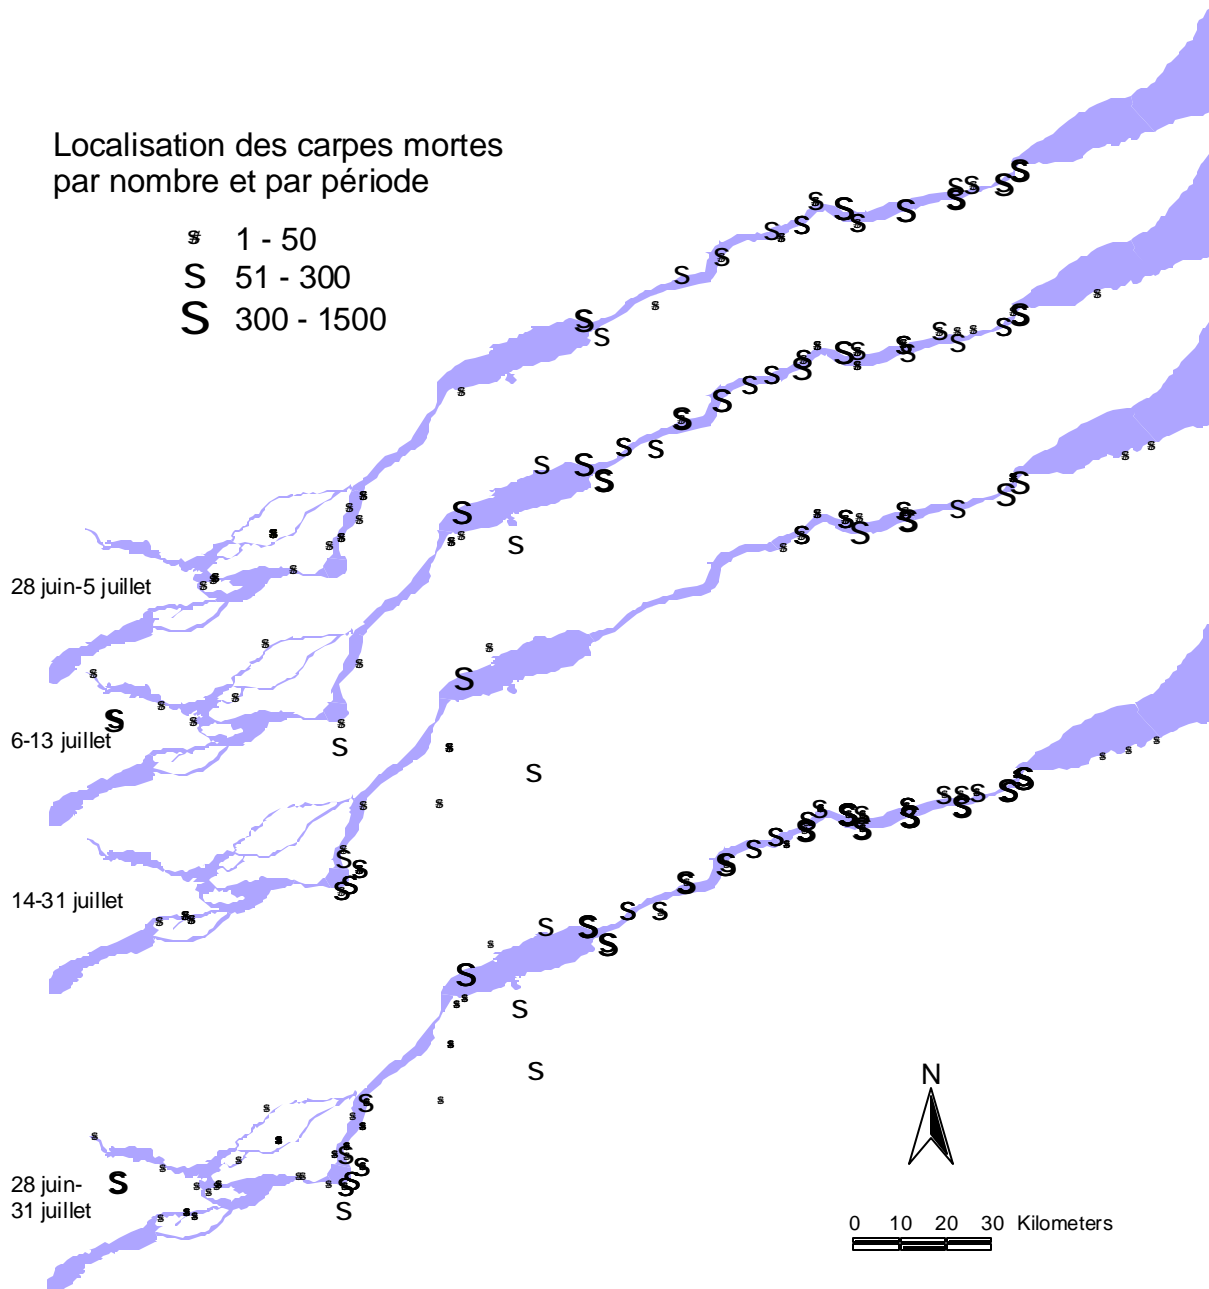 Localisation des carpes mortes
par nombre et par période
1 - 50
S 51 - 300
S 300 - 1500
28 juin-5 juillet
6-13 juillet
14-31 juillet
28 juin-
31 juillet
N
0 10 20 30 Kilometers